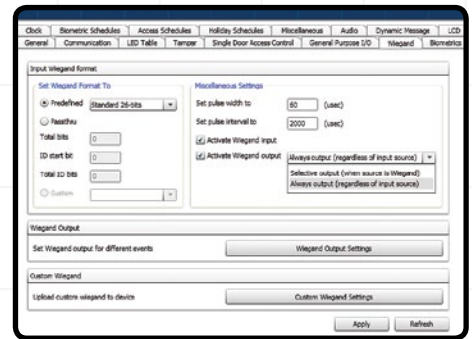 Clock Biometric Schedules Access Schedules Holiday Schedules Miscellaneous Audio Dynamic Message LCD
General Communication LED Table Tamper Single Door Access Control General Purpose I/O Wiegand Biometrics
Input Wiegand format
Set Wiegand Format To
Predefined Standard 26-bits
Passthru
Total bits 0
ID start bit 0
Total ID bits 0
Custom
Miscellaneous Settings
Set pulse width to 60 (usec)
Set pulse interval to 2000 (usec)
Activate Wiegand input
Activate Wiegand output Always output (regardless of input source)
Selective output (when source is Wiegand)
Always output (regardless of input source)
Wiegand Output
Set Wiegand output for different events Wiegand Output Settings
Custom Wiegand
Upload custom wiegand to device Custom Wiegand Settings
Apply Refresh